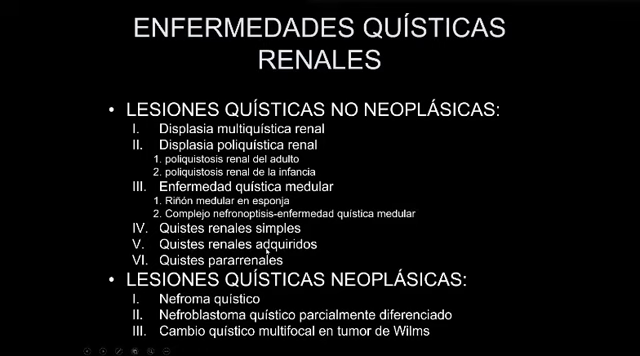 ENFERMEDADES QUÍSTICAS
RENALES
• LESIONES QUÍSTICAS NO NEOPLÁSICAS:
I. Displasia multiquística renal
II. Displasia poliquística renal
1. poliquistosis renal del adulto
2. poliquistosis renal de la infancia
III. Enfermedad quística medular
1. Riñón medular en esponja
2. Complejo nefronoptisis-enfermedad quística medular
IV. Quistes renales simples
V. Quistes renales adquiridos
VI. Quistes pararrenales
• LESIONES QUÍSTICAS NEOPLÁSICAS:
I. Nefroma quístico
II. Nefroblastoma quístico parcialmente diferenciado
III. Cambio quístico multifocal en tumor de Wilms